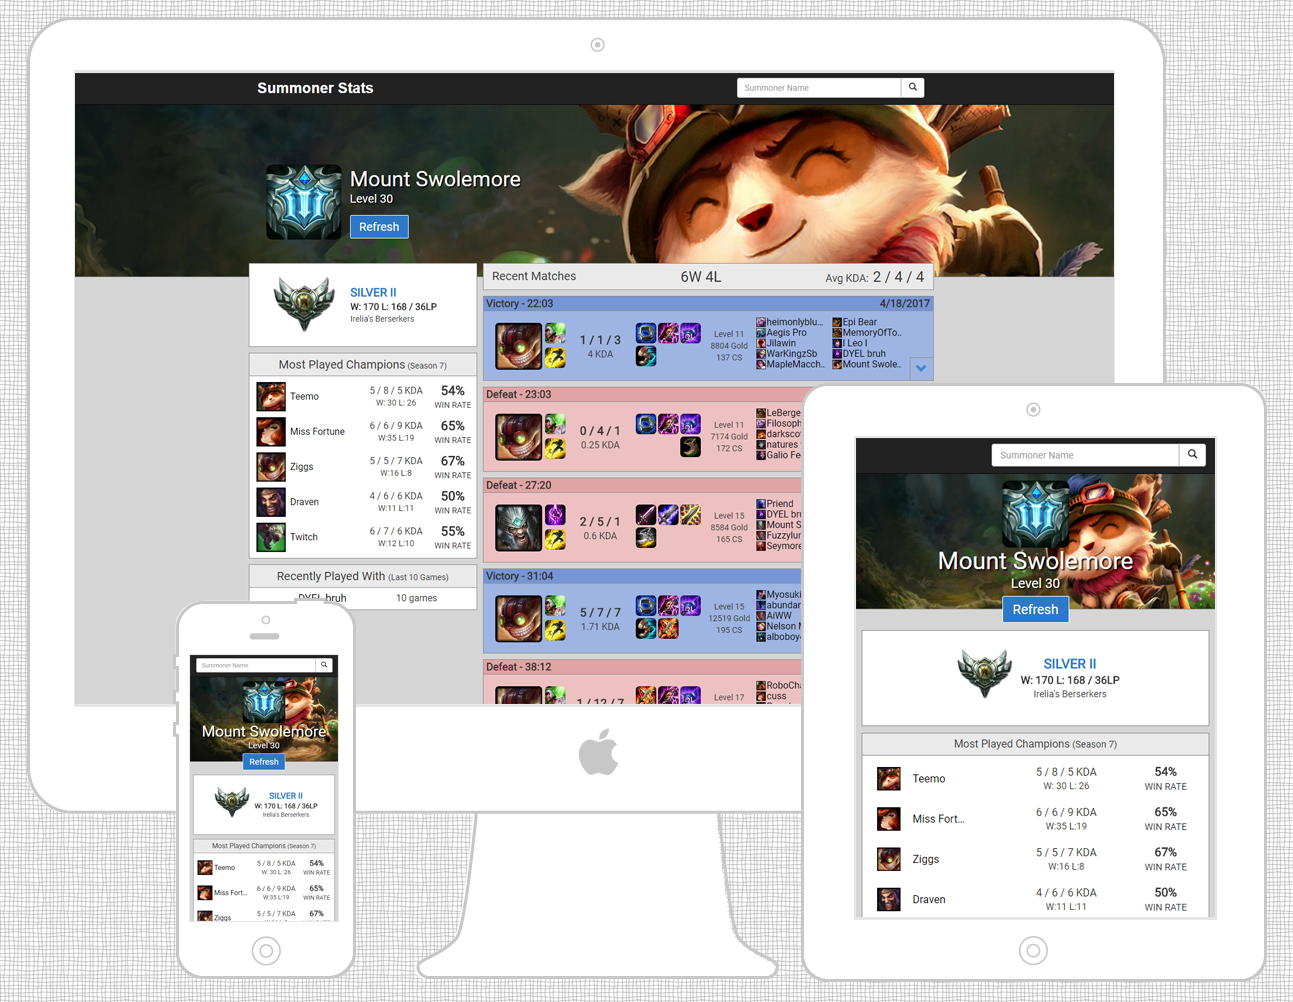 Summoner Stats
Summoner Name
Mount Swolemore
Level 30
Refresh
SILVER II
W: 170 L: 168 / 36LP
Irelia's Berserkers
Most Played Champions (Season 7)
Teemo 5 / 8 / 5 KDA 54%
W: 30 L: 26 WIN RATE
Miss Fortune 6 / 6 / 9 KDA 65%
W:35 L:19 WIN RATE
Ziggs 5 / 5 / 7 KDA 67%
W:16 L:8 WIN RATE
Draven 4 / 6 / 6 KDA 50%
W:11 L:11 WIN RATE
Twitch 6 / 7 / 6 KDA 55%
W:12 L:10 WIN RATE
Recently Played With (Last 10 Games)
DYEL bruh 10 games
Recent Matches 6W 4L Avg KDA: 2 / 4 / 4
Victory - 22:03 4/18/2017
1 / 1 / 3
4 KDA
Level 11
8804 Gold
137 CS
heimonlyblu...
Aegis Pro
Jilawin
WarKingzSb
MapleMacch..
Epi Bear
MemoryOfTo..
I Leo I
DYEL bruh
Mount Swole..
Defeat - 23:03
0 / 4 / 1
0.25 KDA
Level 11
7174 Gold
172 CS
LeBerge
Filosoph
darksco
natures
Galio Fe
Defeat - 27:20
2 / 5 / 1
0.6 KDA
Level 15
8584 Gold
165 CS
Priend
DYEL bru
Mount S
Fuzzylur
Seymore
Victory - 31:04
5 / 7 / 7
1.71 KDA
Level 15
12519 Gold
195 CS
Myosuki
abundan
AiWW
Nelson M
alboboy
Defeat - 38:12
1 / 12 / 7
Level 17
RoboCha
cuss
Summoner Name
Mount Swolemore
Level 30
Refresh
SILVER II
W: 170 L: 168 / 36LP
Irelia's Berserkers
Most Played Champions (Season 7)
Teemo 5 / 8 / 5 KDA 54%
W: 30 L: 26 WIN RATE
Miss Fort... 6 / 6 / 9 KDA 65%
W:35 L:19 WIN RATE
Ziggs 5 / 5 / 7 KDA 67%
Summoner Name
Mount Swolemore
Level 30
Refresh
SILVER II
W: 170 L: 168 / 36LP
Irelia's Berserkers
Most Played Champions (Season 7)
Teemo 5 / 8 / 5 KDA 54%
W: 30 L: 26 WIN RATE
Miss Fort... 6 / 6 / 9 KDA 65%
W:35 L:19 WIN RATE
Ziggs 5 / 5 / 7 KDA 67%
W:16 L:8 WIN RATE
Draven 4 / 6 / 6 KDA 50%
W:11 L:11 WIN RATE